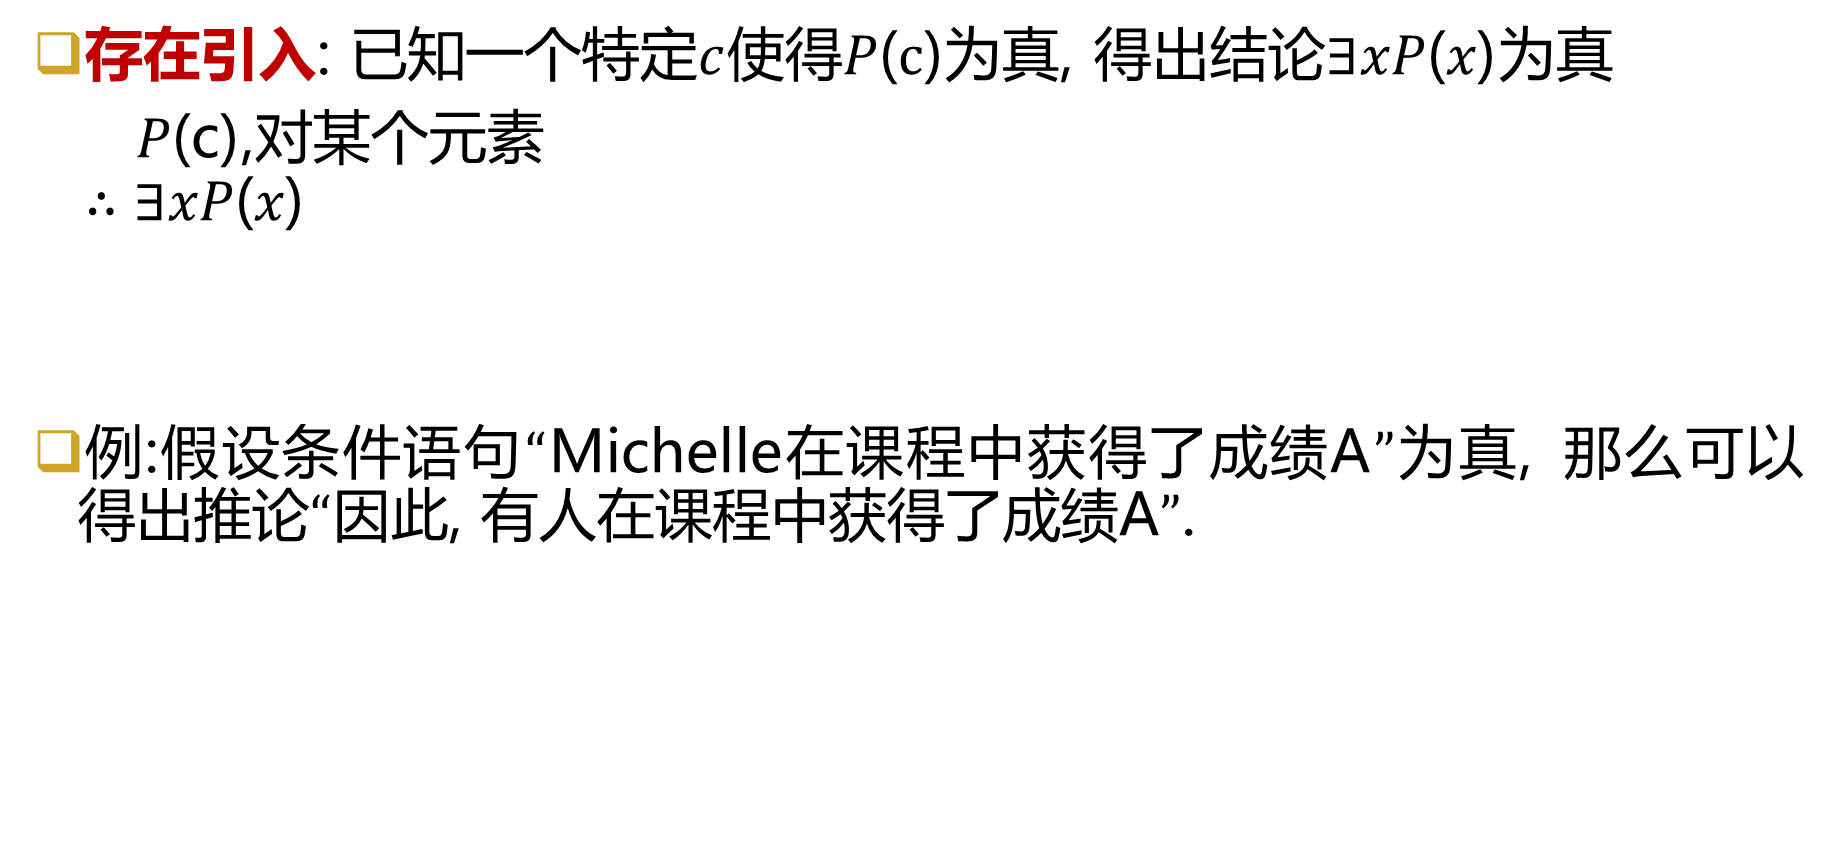 ❑存在引入: 已知一个特定c使得P(c)为真, 得出结论∃xP(x)为真
P(c),对某个元素
∴ ∃xP(x)
❑例:假设条件语句“Michelle在课程中获得了成绩A”为真, 那么可以
得出推论“因此, 有人在课程中获得了成绩A”.